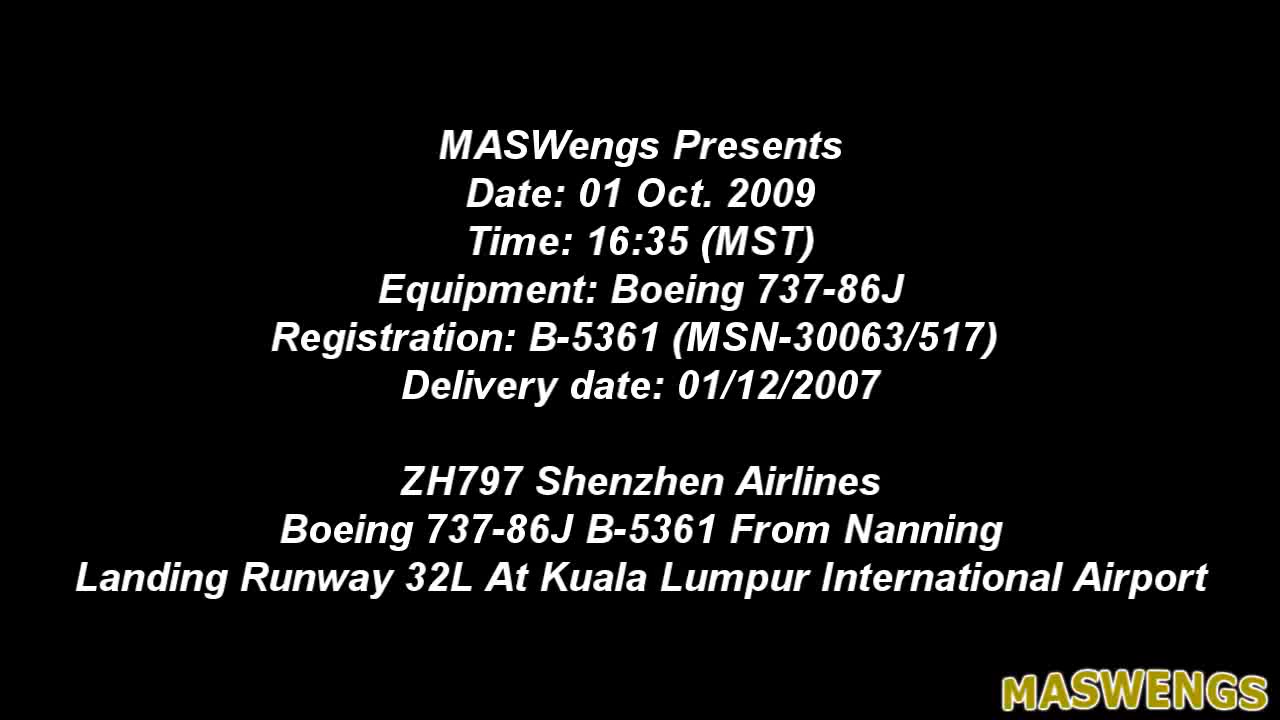 MASWengs Presents
Date: 01 Oct. 2009
Time: 16:35 (MST)
Equipment: Boeing 737-86J
Registration: B-5361 (MSN-30063/517)
Delivery date: 01/12/2007
ZH797 Shenzhen Airlines
Boeing 737-86J B-5361 From Nanning
Landing Runway 32L At Kuala Lumpur International Airport
MASWENGS